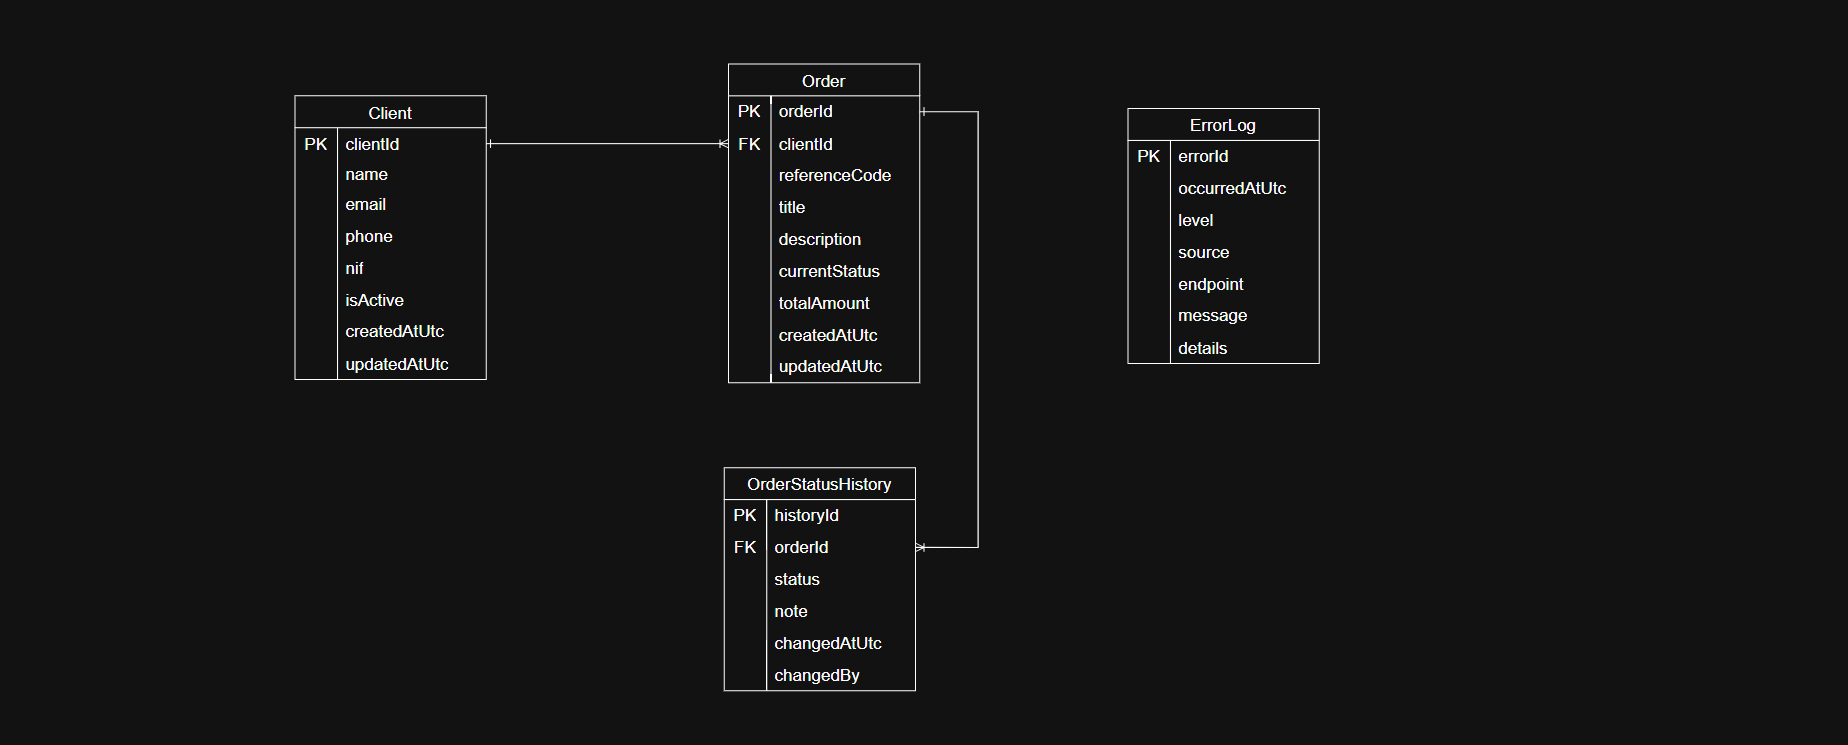 Client
PK clientId
name
email
phone
nif
isActive
createdAtUtc
updatedAtUtc
Order
PK orderId
FK clientId
referenceCode
title
description
currentStatus
totalAmount
createdAtUtc
updatedAtUtc
ErrorLog
PK errorId
occurredAtUtc
level
source
endpoint
message
details
OrderStatusHistory
PK historyId
FK orderId
status
note
changedAtUtc
changedBy